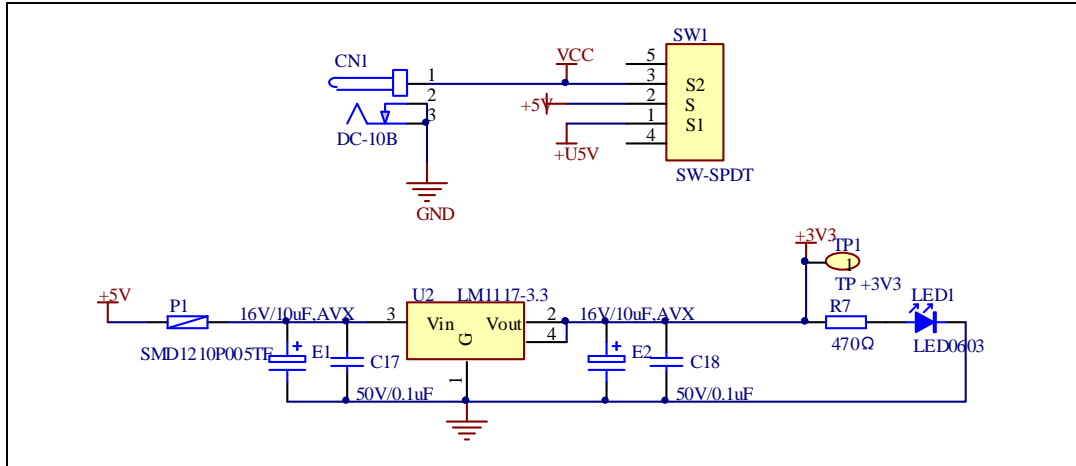 SW1
VCC
CN1
5
1
3
S2
2
+5V
2
S
3
1
S1
DC-10B
4
+U5V
SW-SPDT
GND
+3V3
TP1
1
+5V
P1
U2
LM1117-3.3
TP +3V3
R7
LED1
16V/10uF,AVX
3
Vin
Vout
2
16V/10uF,AVX
4
SMD1210P005TF
E1
C17
G
E2
C18
470Ω
LED0603
1
50V/0.1uF
50V/0.1uF